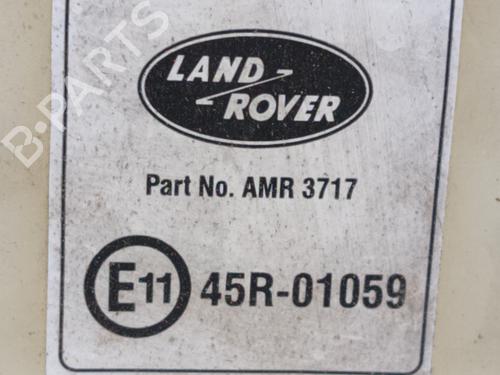 B-PARTS
LAND
ROVER
Part No. AMR 3717
E11 45R-01059